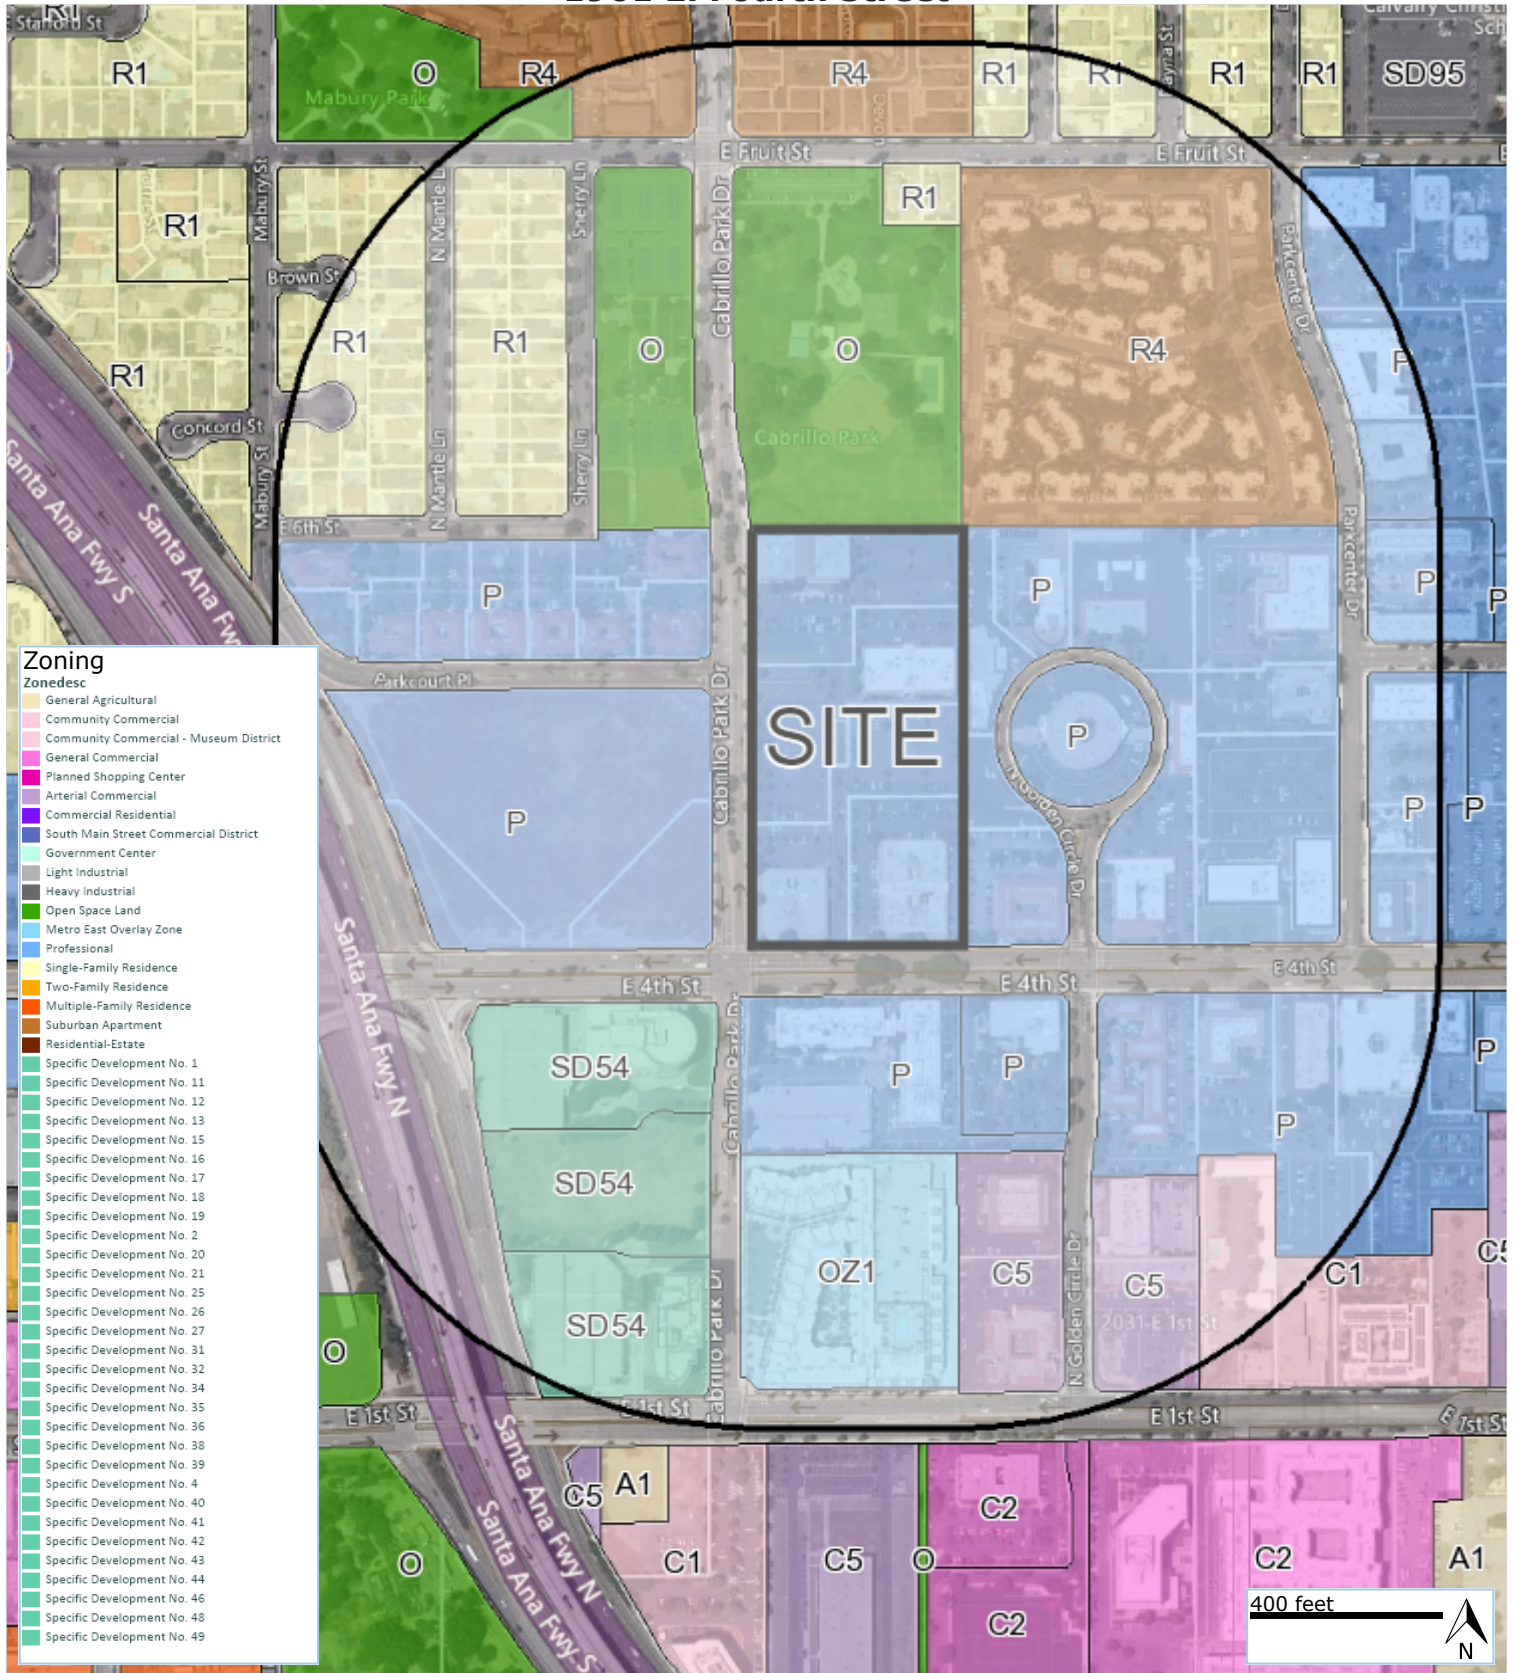 Stafford St
R1
Calvary
Sch
R1
O
R4
R4
R1
R1
R1
R1
SD95
Mabury Park
E Fruit St
E Fruit St
R1
R1
Mabury St
N Mantle L
Sherry Ln
Cabrillo Park Dr
Brown St
Parkcenter Dr
R1
R1
O
O
R4
P
R1
Concord St
Cabrillo Park
Mabury St
N Mantle Ln
Sherry Ln
Santa Ana Fwy S
Santa Ana Fw
E 6th St
Parkcenter Dr
P
P
P
P
Parkcourt Pl
Cabrillo Park Dr
SITE
P
N Golden Circle Dr
P
P
P
E 4th St
E 4th St
E 4th St
Santa Ana Fwy N
SD54
Cabrillo Park Dr
P
P
P
P
SD54
OZ1
C5
C5
C1
C5
SD54
2031 E 1st St
N Golden Circle Dr
Cabrillo Park Dr
O
E 1st St
E 1st St
E 1st St
E 1st St
Santa Ana Fwy N
Santa Ana Fwy S
C5
A1
C2
O
C1
C5
O
C2
A1
C2
Zoning
Zonedesc
General Agricultural
Community Commercial
Community Commercial - Museum District
General Commercial
Planned Shopping Center
Arterial Commercial
Commercial Residential
South Main Street Commercial District
Government Center
Light Industrial
Heavy Industrial
Open Space Land
Metro East Overlay Zone
Professional
Single-Family Residence
Two-Family Residence
Multiple-Family Residence
Suburban Apartment
Residential-Estate
Specific Development No. 1
Specific Development No. 11
Specific Development No. 12
Specific Development No. 13
Specific Development No. 15
Specific Development No. 16
Specific Development No. 17
Specific Development No. 18
Specific Development No. 19
Specific Development No. 2
Specific Development No. 20
Specific Development No. 21
Specific Development No. 25
Specific Development No. 26
Specific Development No. 27
Specific Development No. 31
Specific Development No. 32
Specific Development No. 34
Specific Development No. 35
Specific Development No. 36
Specific Development No. 38
Specific Development No. 39
Specific Development No. 4
Specific Development No. 40
Specific Development No. 41
Specific Development No. 42
Specific Development No. 43
Specific Development No. 44
Specific Development No. 46
Specific Development No. 48
Specific Development No. 49
400 feet
N